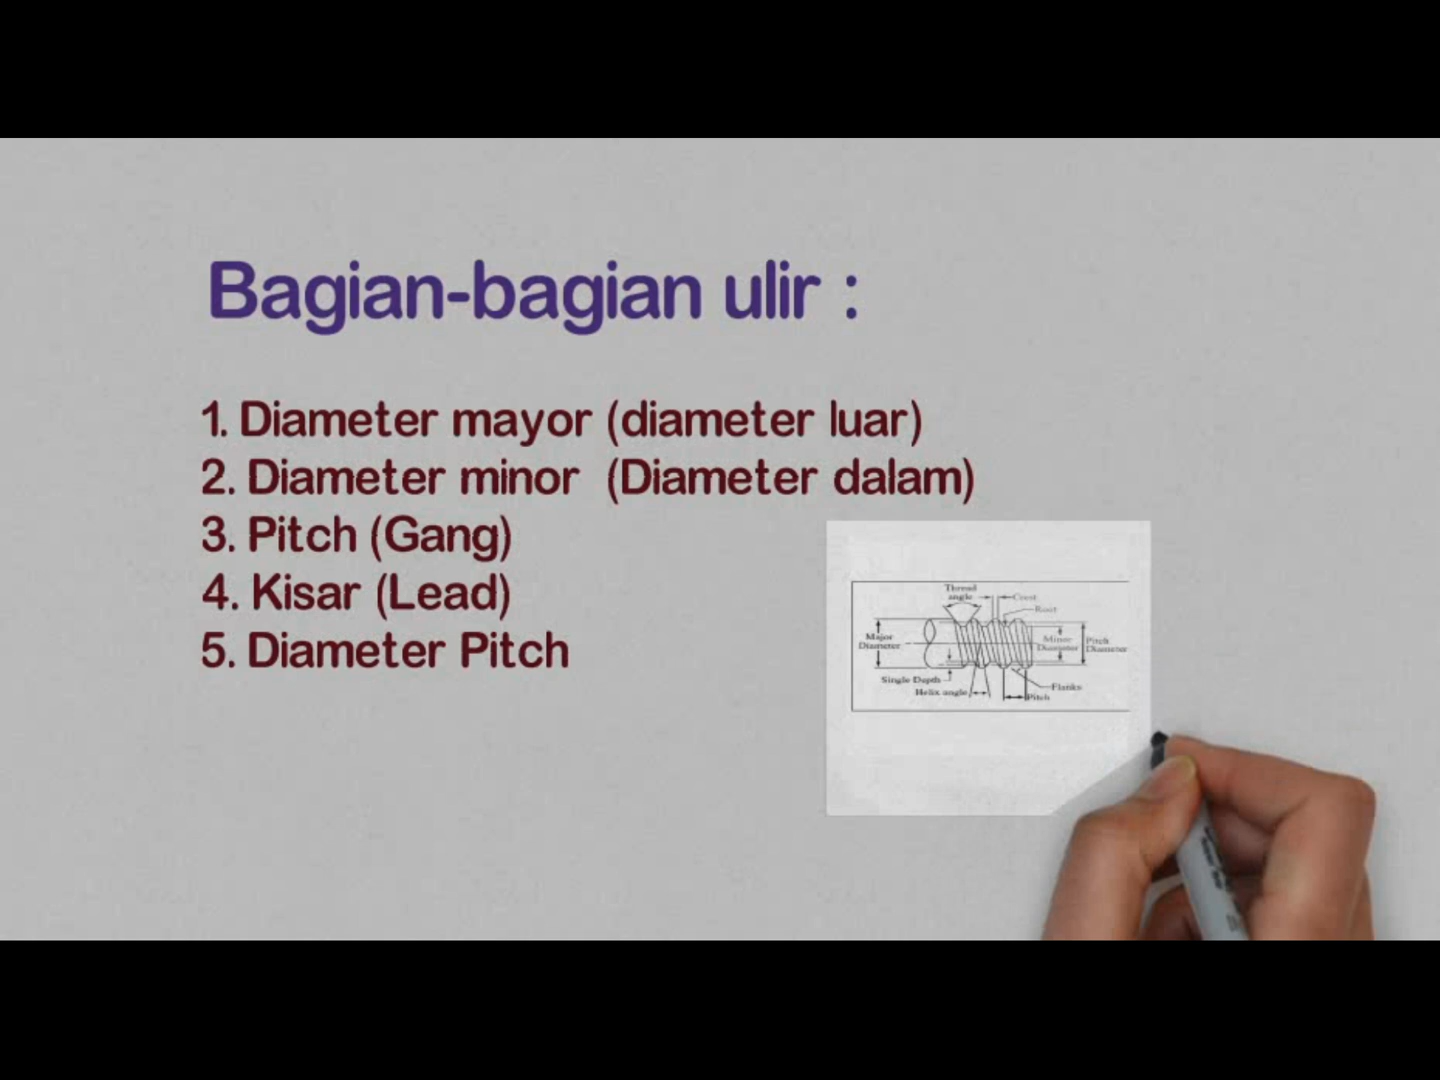 Bagian-bagian ulir :
1. Diameter mayor (diameter luar)
2. Diameter minor (Diameter dalam)
3. Pitch (Gang)
4. Kisar (Lead)
5. Diameter Pitch
Thread
angle
Crest
Root
Major
Diameter
Minor
Diameter
Pitch
Diameter
Single Depth
Helix angle
Flanks
Pitch